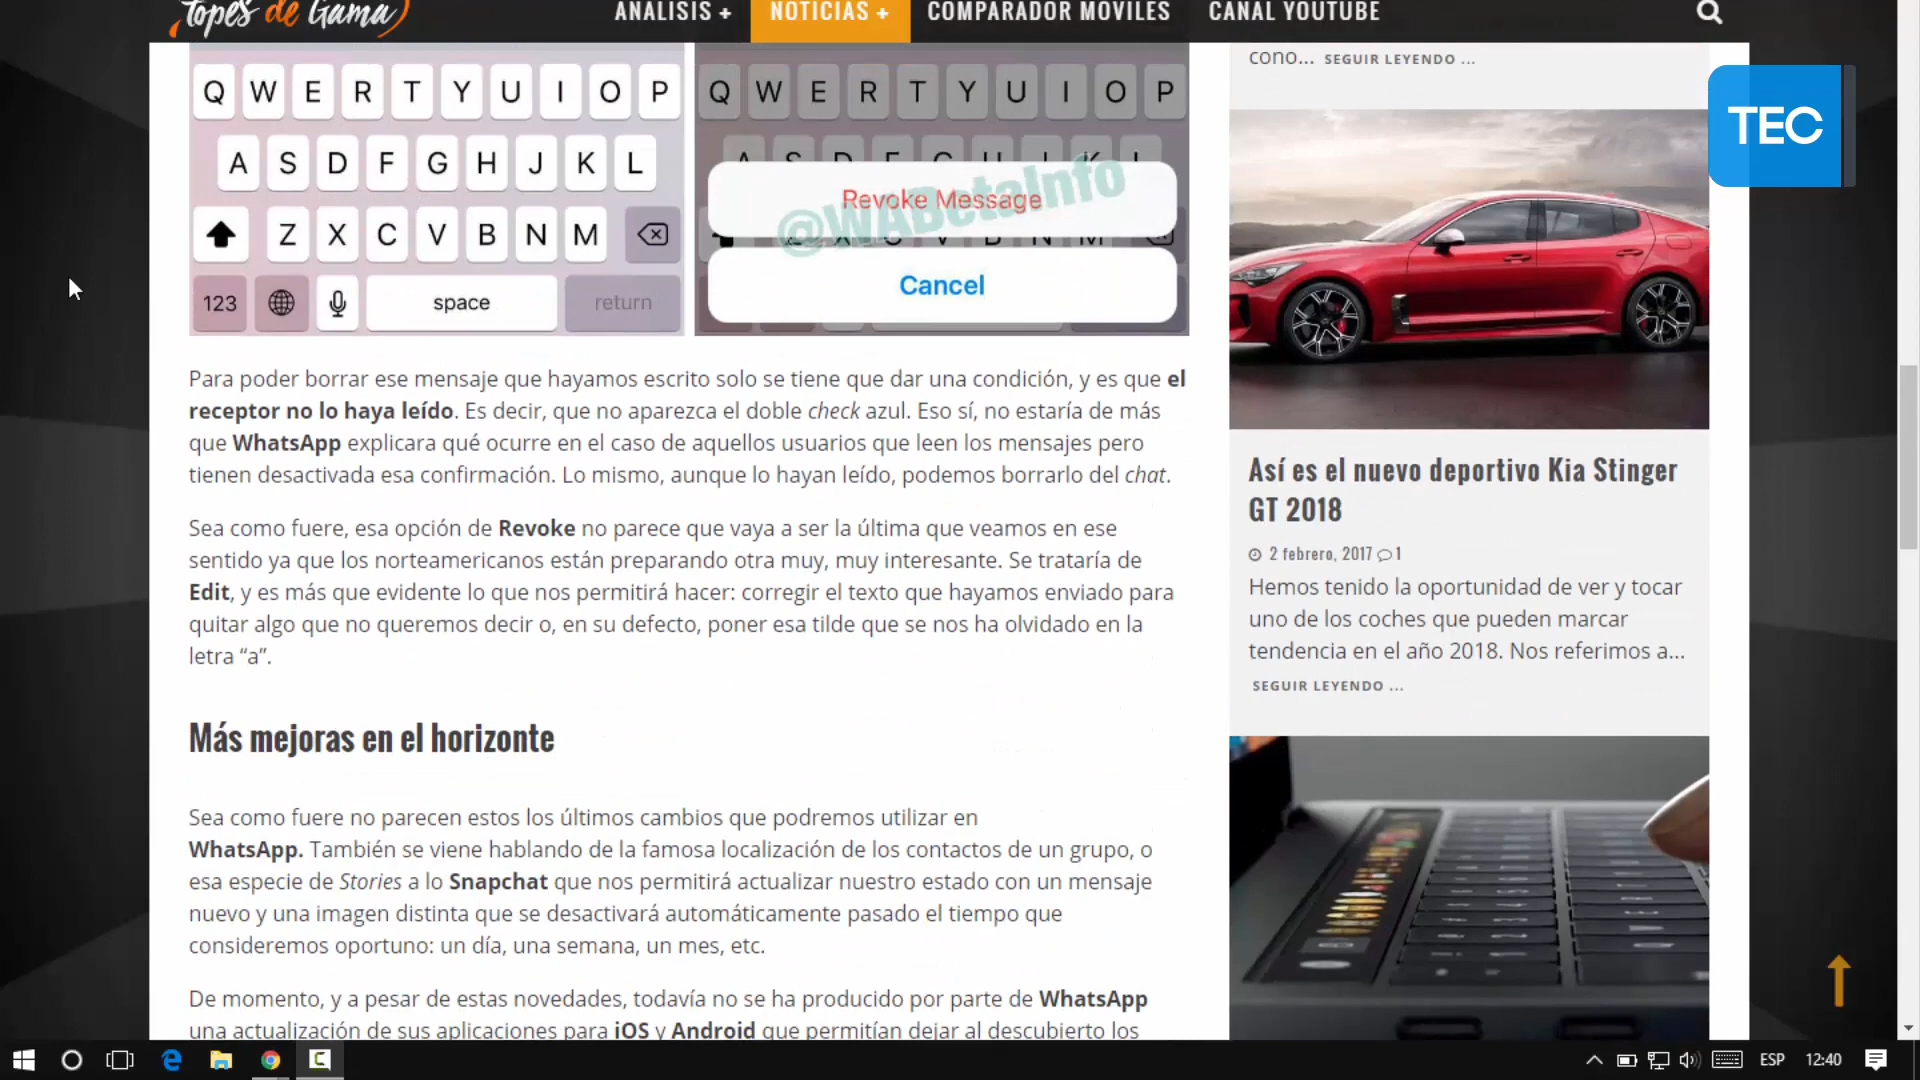 Topes de Gama
ANÁLISIS +
NOTICIAS +
COMPARADOR MÓVILES
CANAL YOUTUBE
Q W E R T Y U I O P
A S D F G H J K L
Z X C V B N M
123
space
return
Q W E R T Y U I O P
Revoke Message
@WABetaInfo
Cancel
Para poder borrar ese mensaje que hayamos escrito solo se tiene que dar una condición, y es que el
receptor no lo haya leído. Es decir, que no aparezca el doble check azul. Eso sí, no estaría de más
que WhatsApp explicara qué ocurre en el caso de aquellos usuarios que leen los mensajes pero
tienen desactivada esa confirmación. Lo mismo, aunque lo hayan leído, podemos borrarlo del chat.
Sea como fuere, esa opción de Revoke no parece que vaya a ser la última que veamos en ese
sentido ya que los norteamericanos están preparando otra muy, muy interesante. Se trataría de
Edit, y es más que evidente lo que nos permitirá hacer: corregir el texto que hayamos enviado para
quitar algo que no queremos decir o, en su defecto, poner esa tilde que se nos ha olvidado en la
letra “a”.
Más mejoras en el horizonte
Sea como fuere no parecen estos los últimos cambios que podremos utilizar en
WhatsApp. También se viene hablando de la famosa localización de los contactos de un grupo, o
esa especie de Stories a lo Snapchat que nos permitirá actualizar nuestro estado con un mensaje
nuevo y una imagen distinta que se desactivará automáticamente pasado el tiempo que
consideremos oportuno: un día, una semana, un mes, etc.
De momento, y a pesar de estas novedades, todavía no se ha producido por parte de WhatsApp
una actualización de sus aplicaciones para iOS y Android que permitían dejar al descubierto los
cono... SEGUIR LEYENDO ...
TEC
Así es el nuevo deportivo Kia Stinger
GT 2018
2 febrero, 2017 1
Hemos tenido la oportunidad de ver y tocar
uno de los coches que pueden marcar
tendencia en el año 2018. Nos referimos a...
SEGUIR LEYENDO ...
ESP
12:40